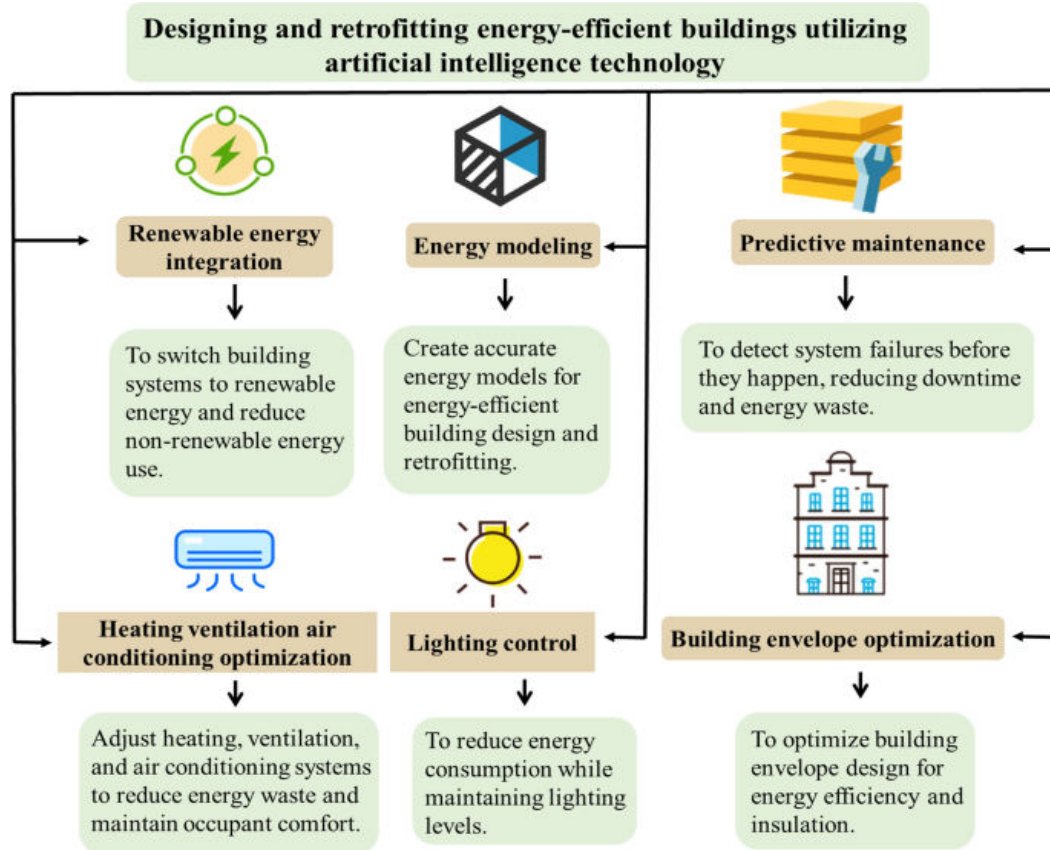 Designing and retrofitting energy-efficient buildings utilizing
artificial intelligence technology
Renewable energy
integration
Energy modeling
Predictive maintenance
To switch building
systems to renewable
energy and reduce
non-renewable energy
use.
Create accurate
energy models for
energy-efficient
building design and
retrofitting.
To detect system failures before
they happen, reducing downtime
and energy waste.
Heating ventilation air
conditioning optimization
Lighting control
Building envelope optimization
Adjust heating, ventilation,
and air conditioning systems
to reduce energy waste and
maintain occupant comfort.
To reduce energy
consumption while
maintaining lighting
levels.
To optimize building
envelope design for
energy efficiency and
insulation.